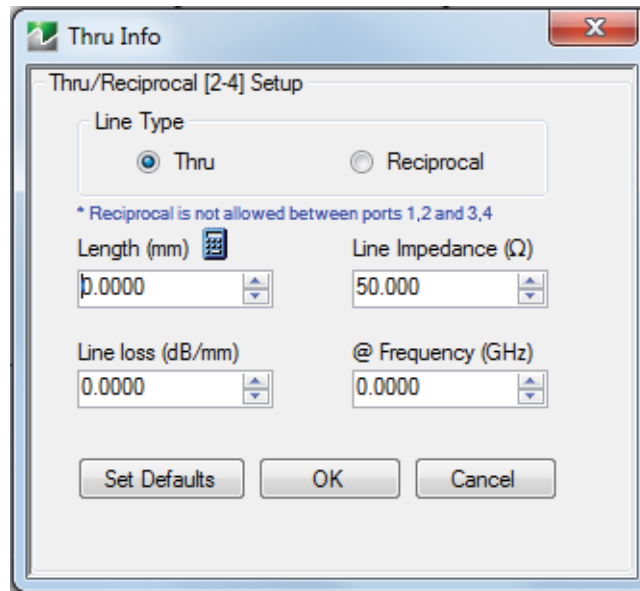 Thru Info
Thru/Reciprocal [2-4] Setup
Line Type
Thru
Reciprocal
* Reciprocal is not allowed between ports 1,2 and 3,4
Length (mm)
Line Impedance (Ω)
0.0000
50.000
Line loss (dB/mm)
@ Frequency (GHz)
0.0000
0.0000
Set Defaults
OK
Cancel